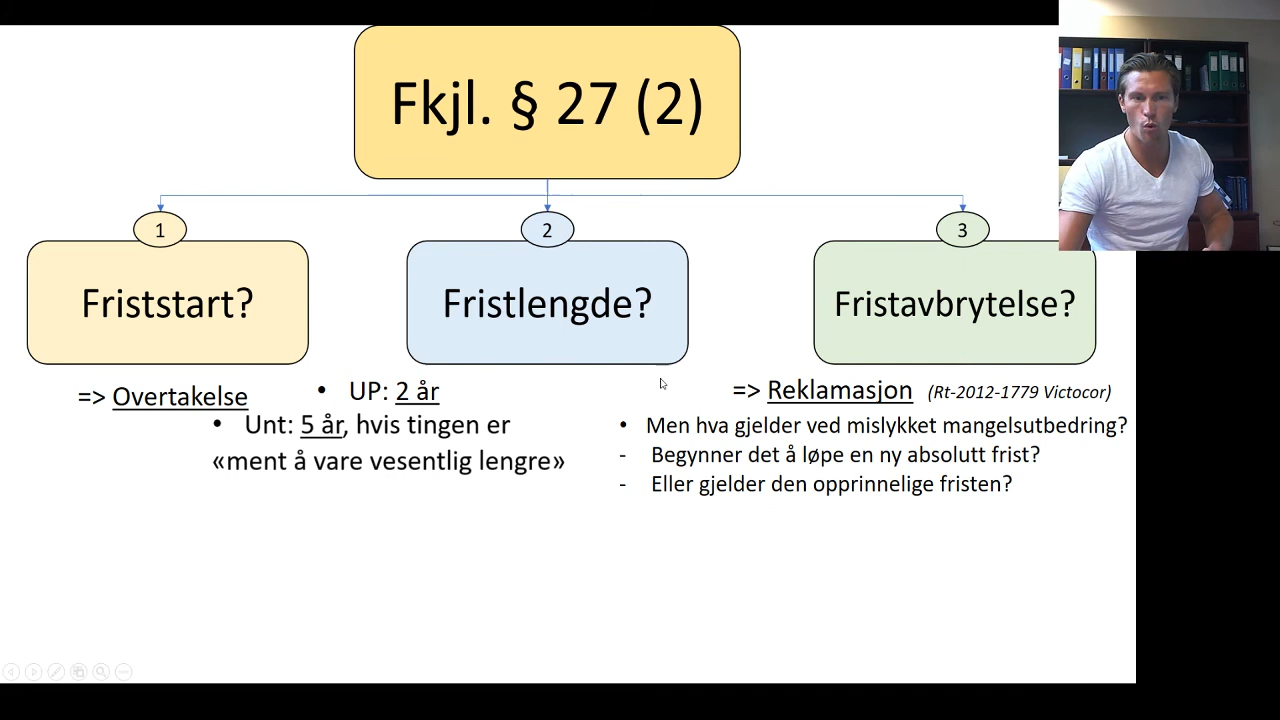 Fkjl. § 27 (2)
1
Friststart?
=> Overtakelse
2
Fristlengde?
• UP: 2 år
• Unt: 5 år, hvis tingen er
«ment å vare vesentlig lengre»
3
Fristavbrytelse?
=> Reklamasjon (Rt-2012-1779 Victocor)
• Men hva gjelder ved mislykket mangelsutbedring?
- Begynner det å løpe en ny absolutt frist?
- Eller gjelder den opprinnelige fristen?